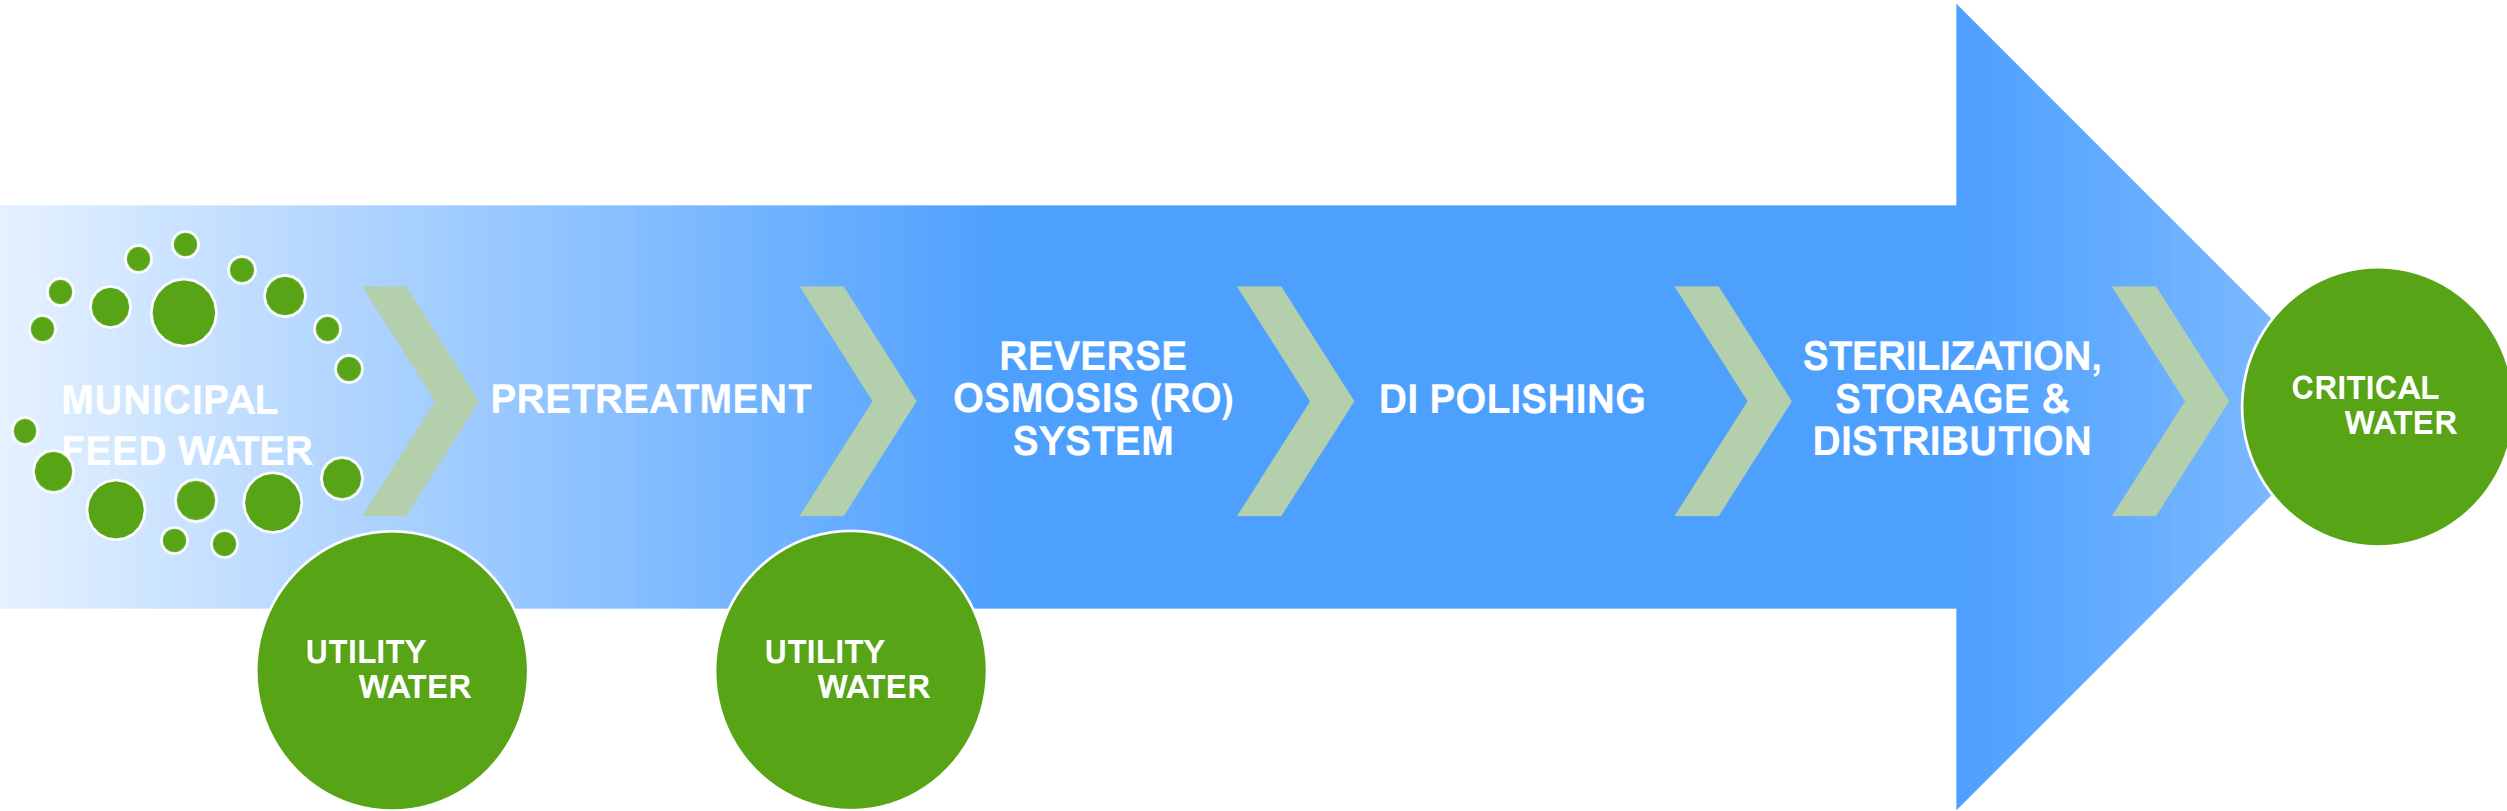 MUNICIPAL
FEED WATER
PRETREATMENT
REVERSE
OSMOSIS (RO)
SYSTEM
DI POLISHING
STERILIZATION,
STORAGE &
DISTRIBUTION
CRITICAL
WATER
UTILITY
WATER
UTILITY
WATER